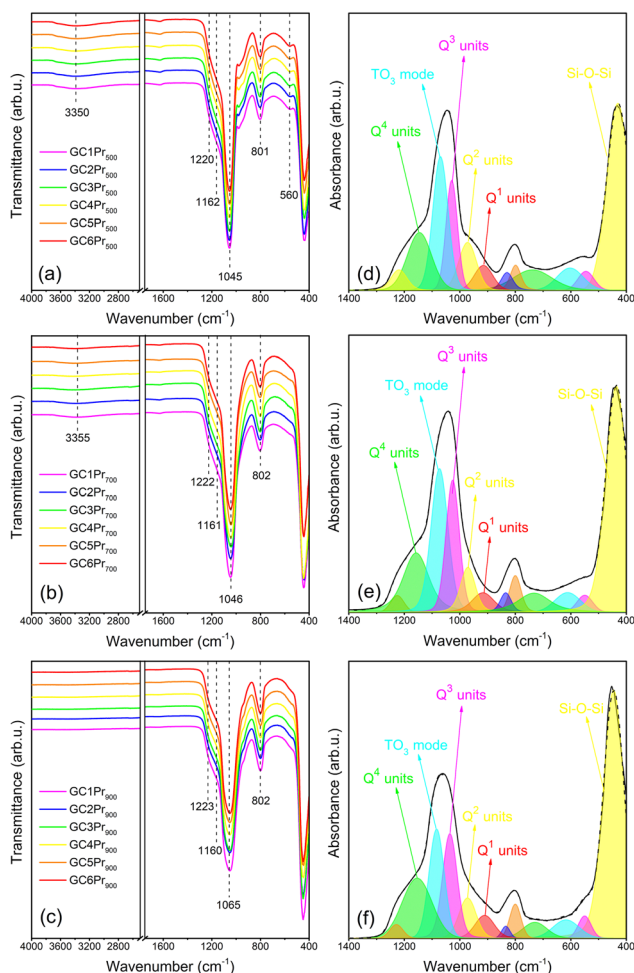 Transmittance (arb.u.)
3350
GC1Pr500
GC2Pr500
GC3Pr500
GC4Pr500
GC5Pr500
GC6Pr500
1220
1162
801
560
1045
(a)
4000 3200 2400 1600 1200 800 400
Wavenumber (cm-1)
Absorbance (arb.u.)
Q3 units
TO3 mode
Q4 units
Q2 units
Q1 units
Si-O-Si
(d)
1400 1200 1000 800 600 400
Wavenumber (cm-1)
Transmittance (arb.u.)
3355
GC1Pr700
GC2Pr700
GC3Pr700
GC4Pr700
GC5Pr700
GC6Pr700
1222
1161
802
1046
(b)
4000 3200 2400 1600 1200 800 400
Wavenumber (cm-1)
Absorbance (arb.u.)
Q3 units
TO3 mode
Q4 units
Q2 units
Q1 units
Si-O-Si
(e)
1400 1200 1000 800 600 400
Wavenumber (cm-1)
Transmittance (arb.u.)
GC1Pr900
GC2Pr900
GC3Pr900
GC4Pr900
GC5Pr900
GC6Pr900
1223
1160
802
1065
(c)
4000 3200 2400 1600 1200 800 400
Wavenumber (cm-1)
Absorbance (arb.u.)
Q3 units
TO3 mode
Q4 units
Q2 units
Q1 units
Si-O-Si
(f)
1400 1200 1000 800 600 400
Wavenumber (cm-1)